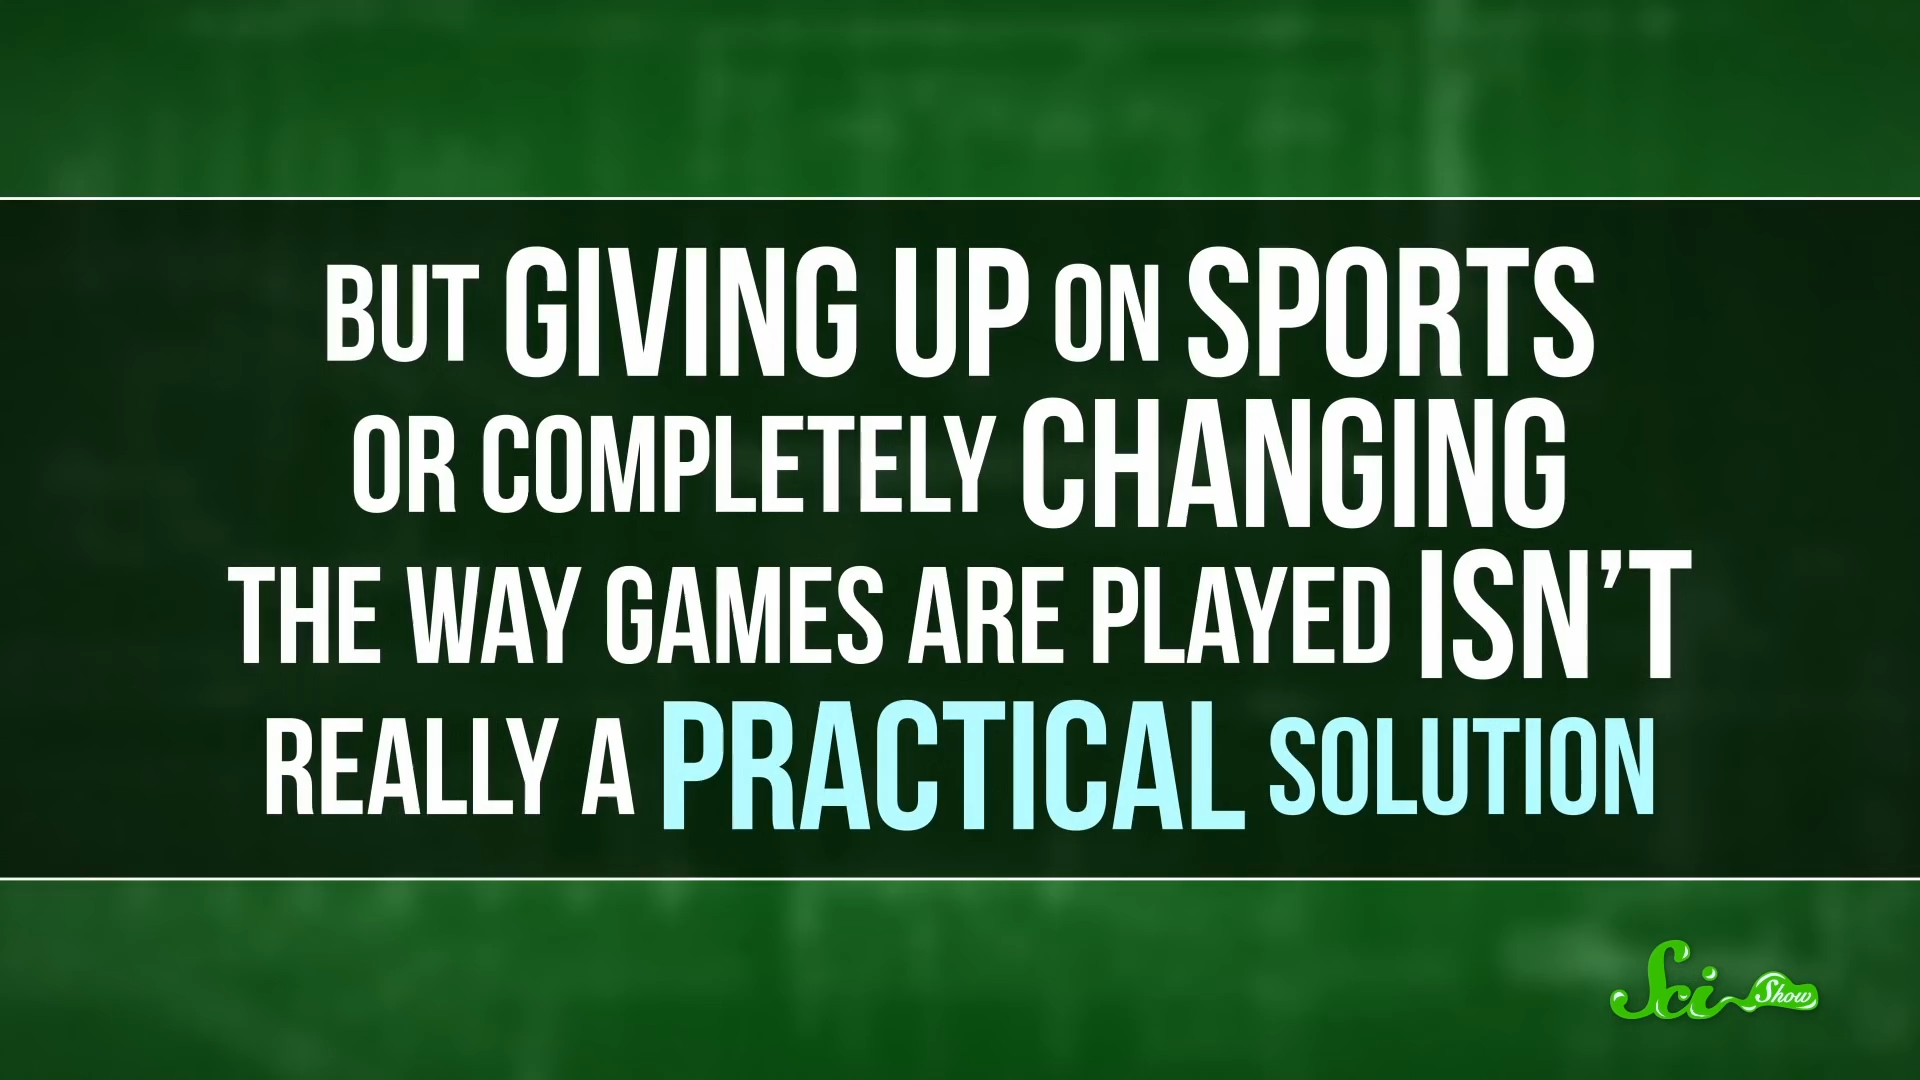 BUT GIVING UP ON SPORTS
OR COMPLETELY CHANGING
THE WAY GAMES ARE PLAYED ISN'T
REALLY A PRACTICAL SOLUTION
Sci Show